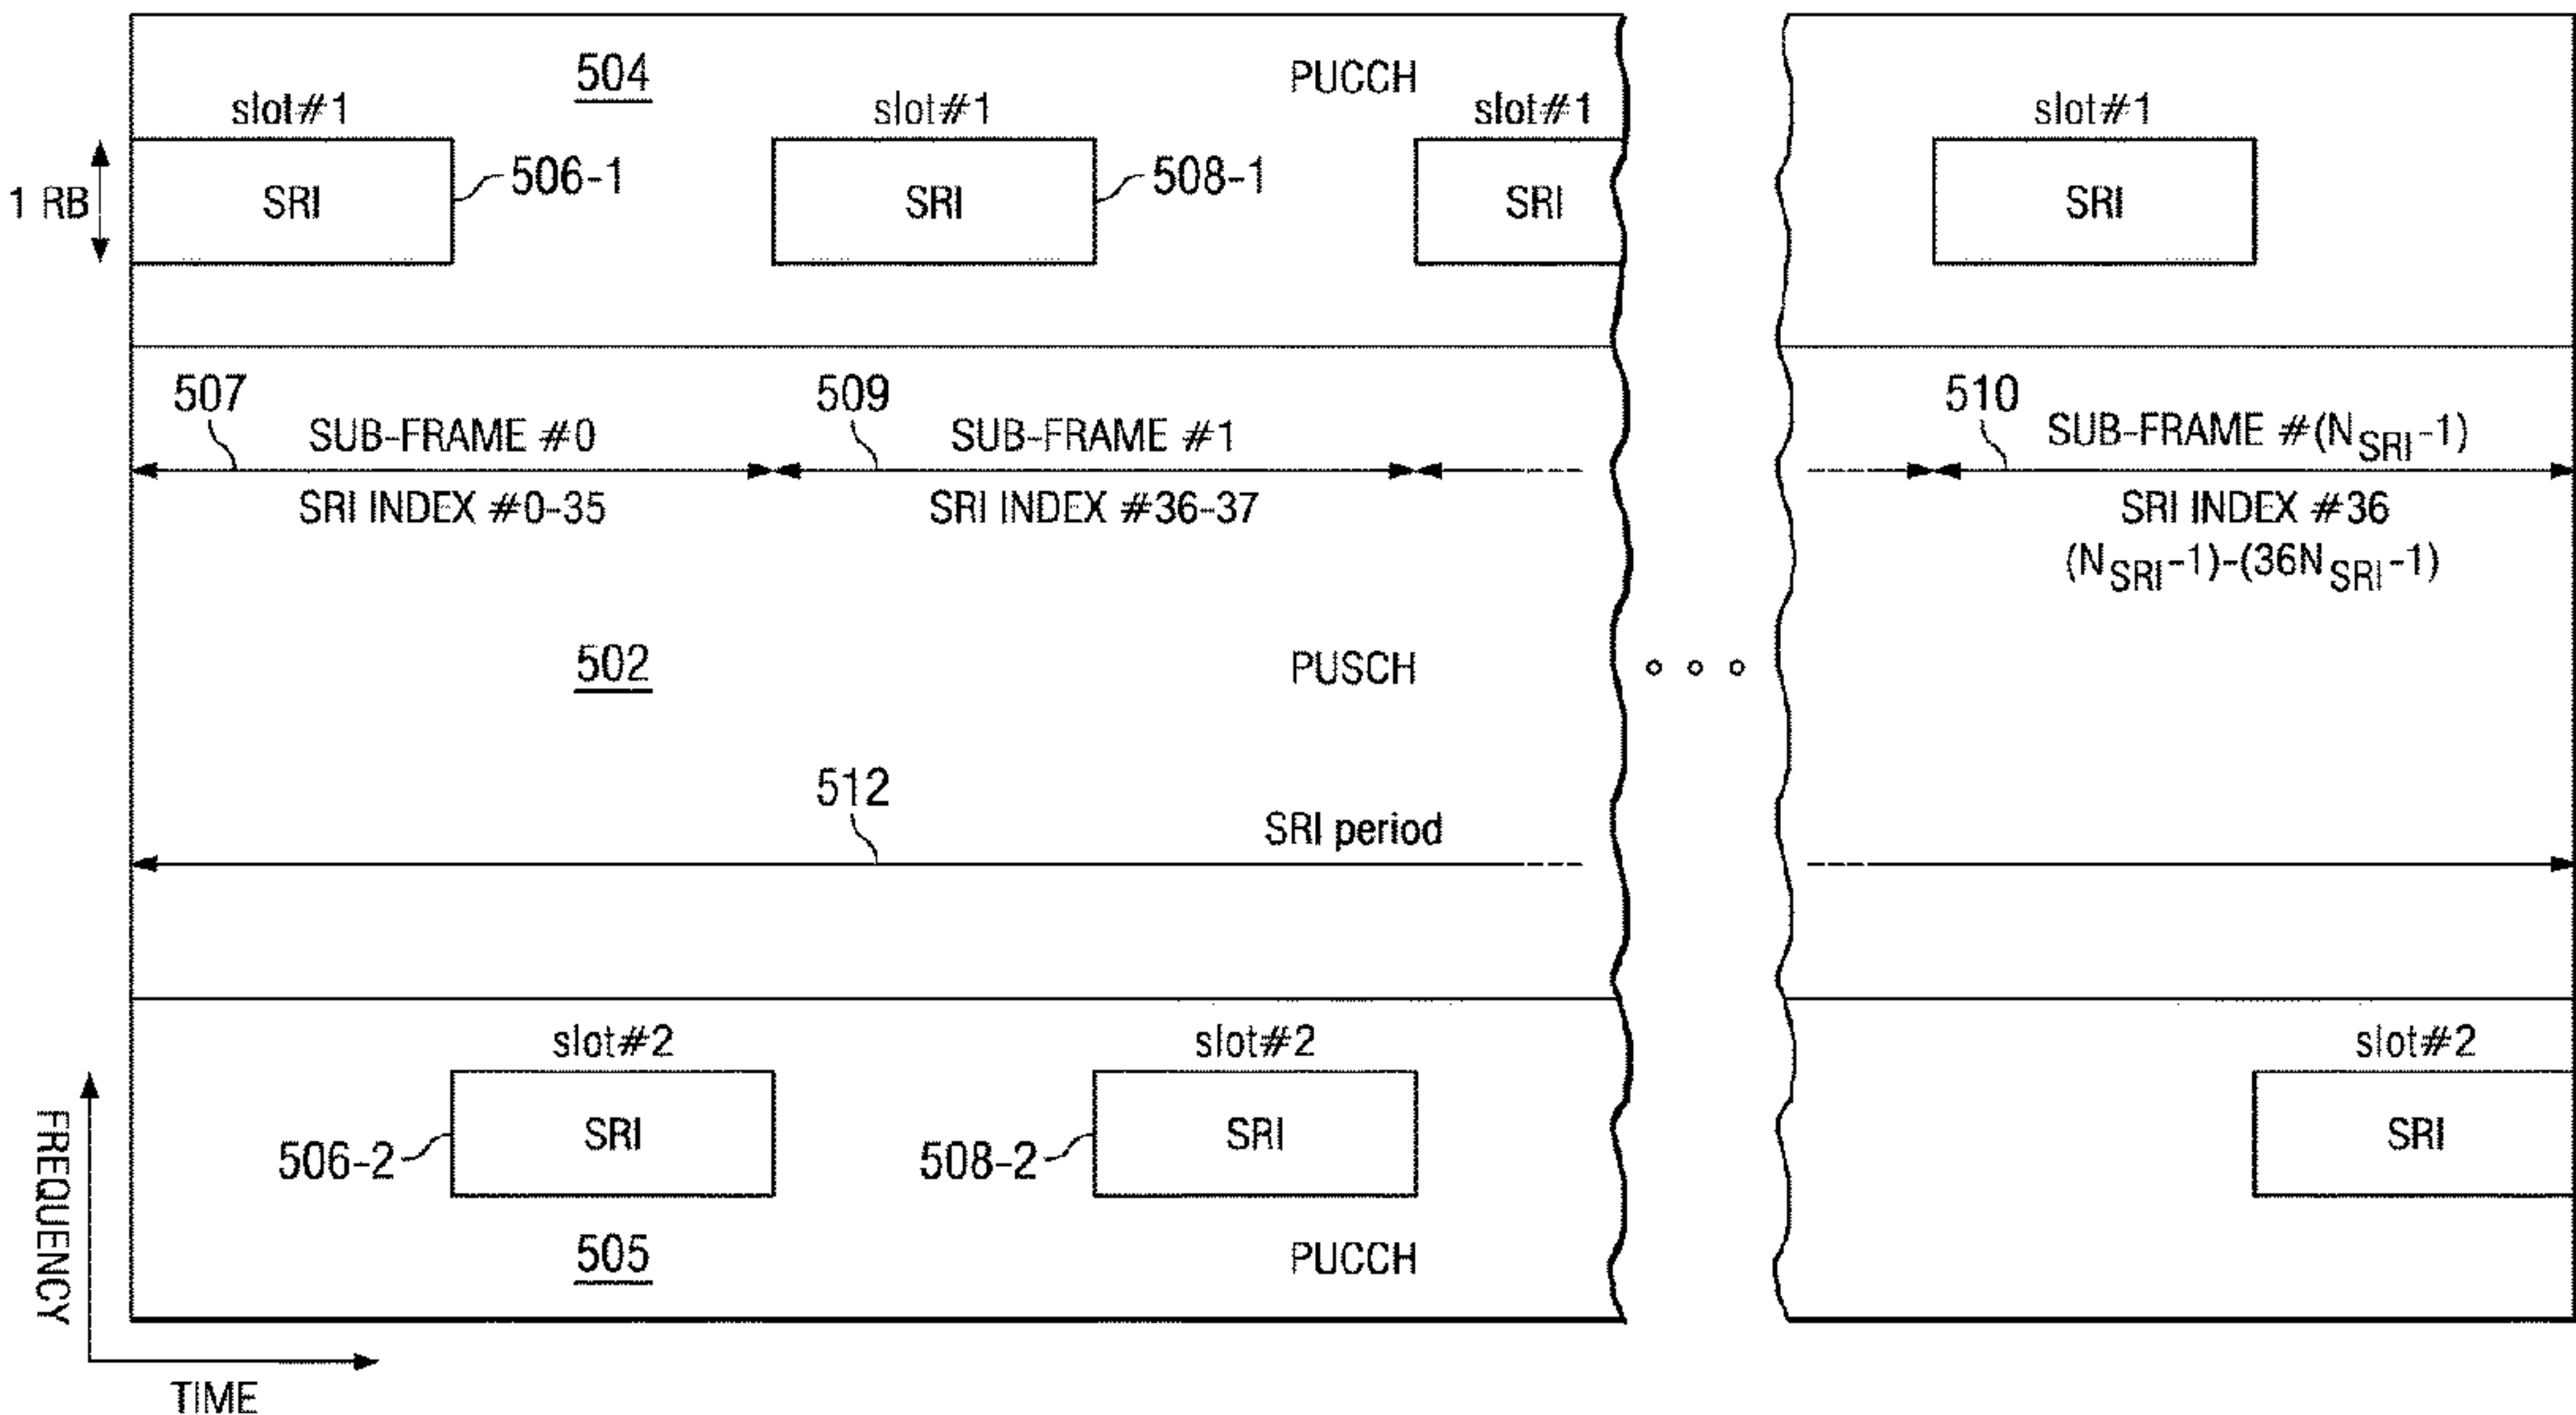 504 PUCCH
slot#1 slot#1 slot#1 slot#1
1 RB SRI 506-1 SRI 508-1 SRI SRI
507 509 510
SUB-FRAME #0 SUB-FRAME #1 SUB-FRAME #(NSRI-1)
SRI INDEX #0-35 SRI INDEX #36-37 SRI INDEX #36
(NSRI-1)-(36NSRI-1)
502 PUSCH
512 SRI period
slot#2 slot#2 slot#2
506-2 SRI 508-2 SRI SRI
505 PUCCH
FREQUENCY
TIME